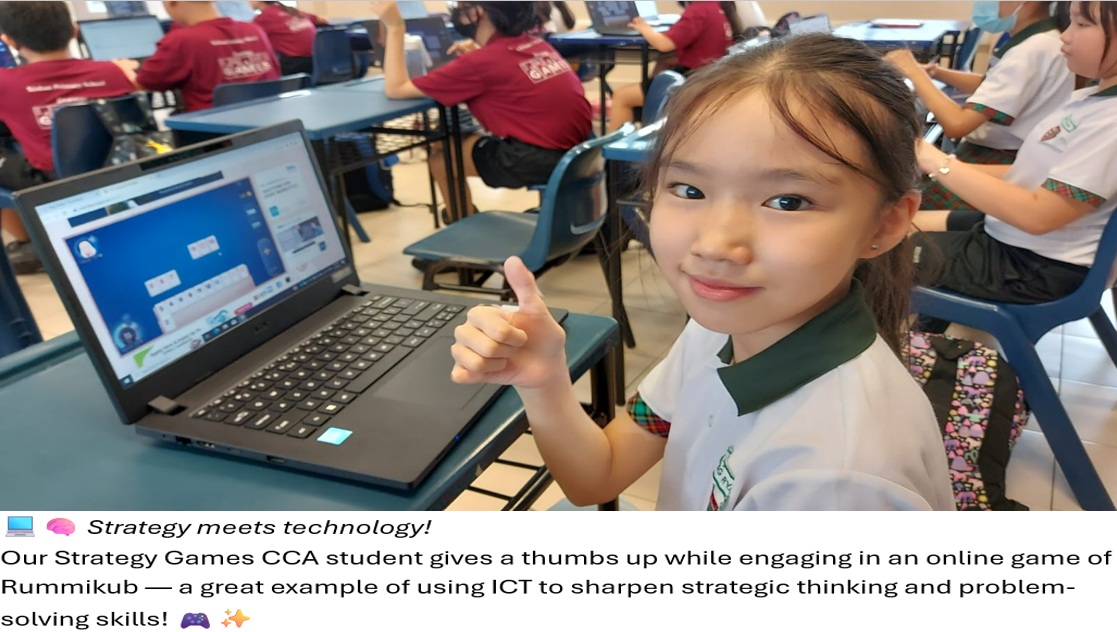 GAMES
💻 🧠 Strategy meets technology!
Our Strategy Games CCA student gives a thumbs up while engaging in an online game of
Rummikub — a great example of using ICT to sharpen strategic thinking and problem-
solving skills! 🎮 ✨